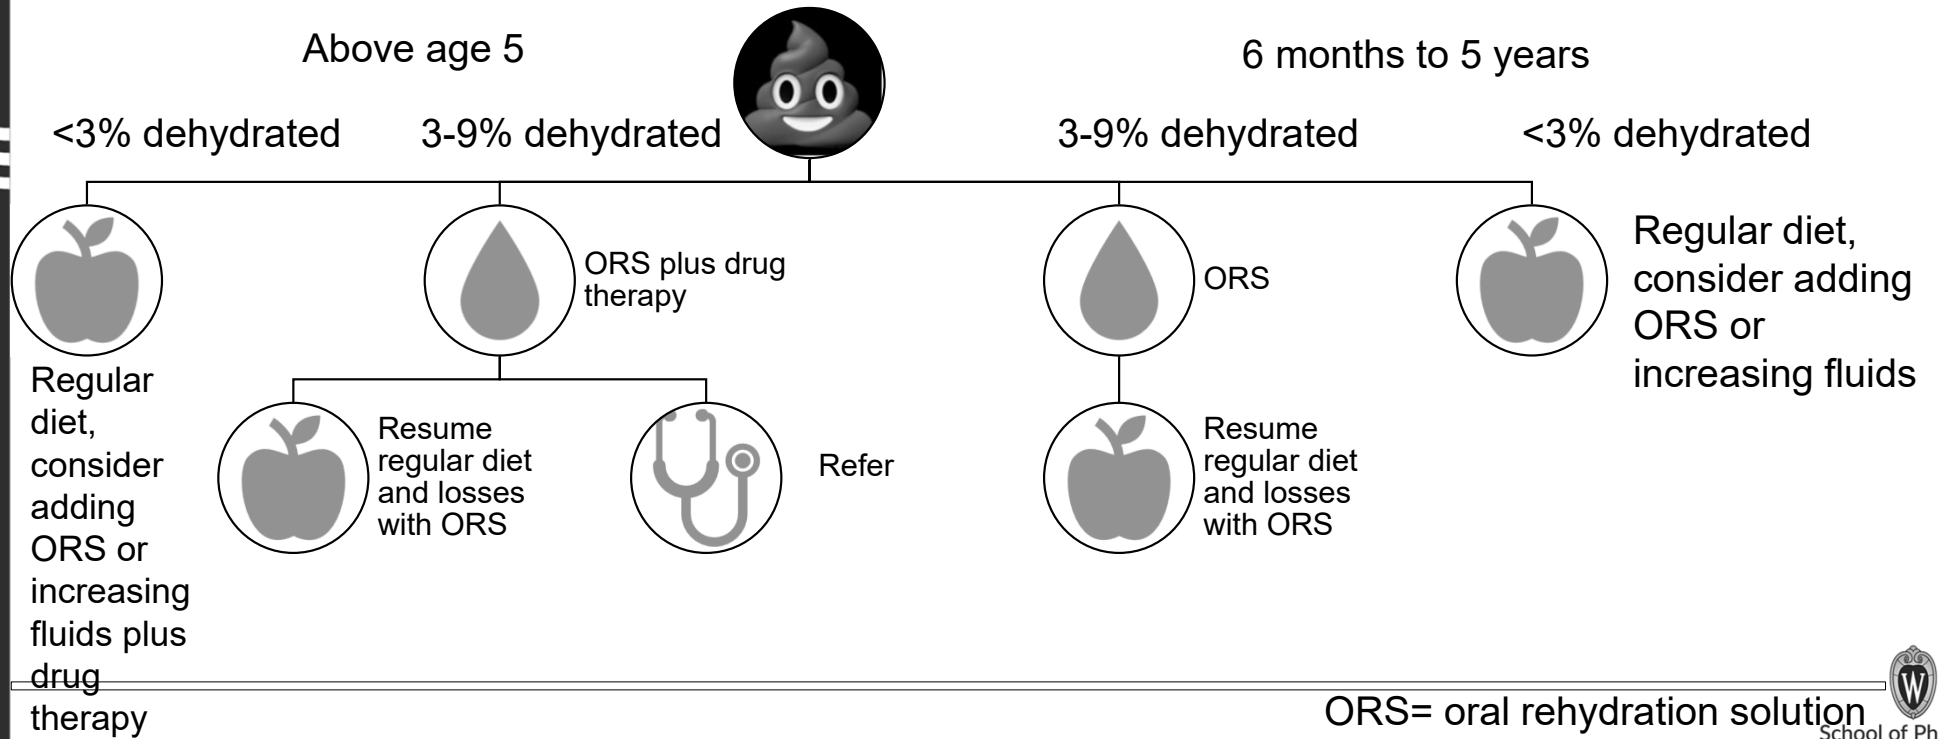 Above age 5
6 months to 5 years
<3% dehydrated
3-9% dehydrated
3-9% dehydrated
<3% dehydrated
Regular
diet,
consider
adding
ORS or
increasing
fluids plus
drug
therapy
ORS plus drug
therapy
Resume
regular diet
and losses
with ORS
Refer
ORS
Resume
regular diet
and losses
with ORS
Regular diet,
consider adding
ORS or
increasing fluids
ORS= oral rehydration solution
W
School of Ph